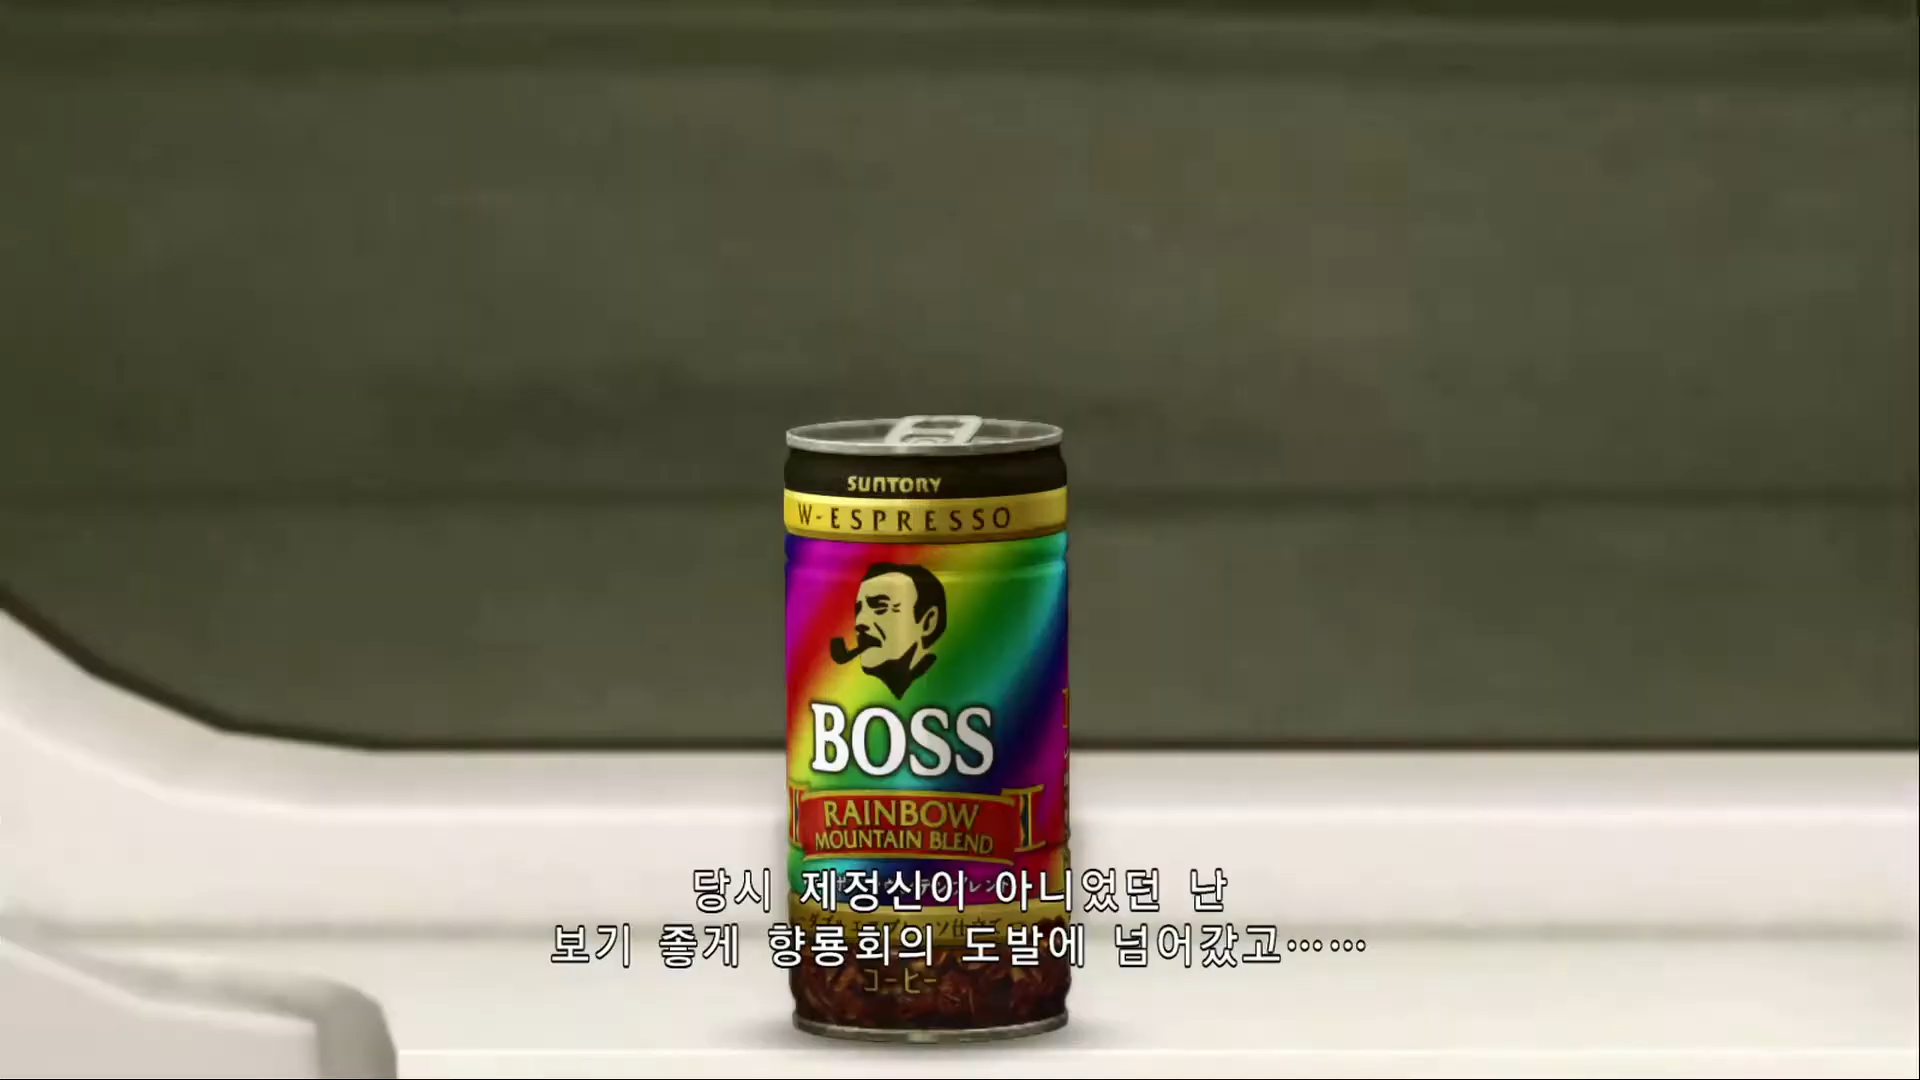 SUNTORY
W-ESPRESSO
BOSS
RAINBOW
MOUNTAIN BLEND
당시 제정신이 아니었던 난
보기 좋게 향룡회의 도발에 넘어갔고……
コーヒー